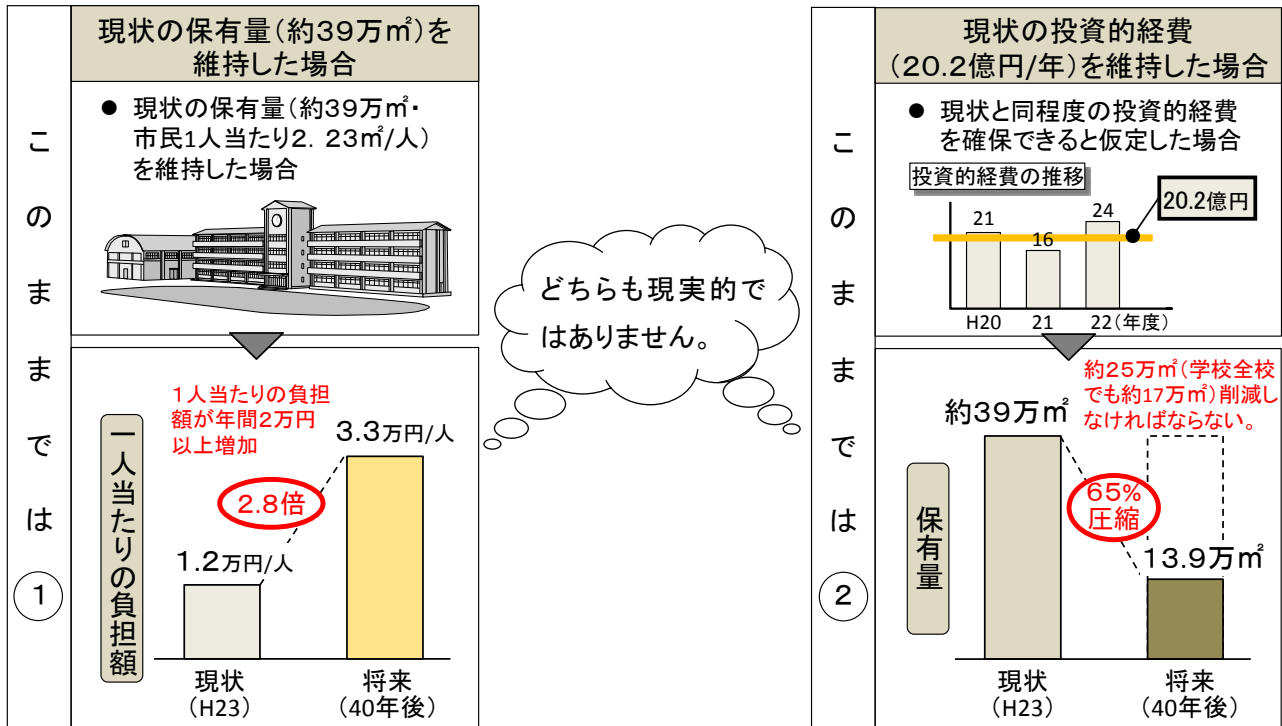 このままでは
1
現状の保有量(約39万㎡)を
維持した場合
● 現状の保有量(約39万㎡・
市民1人当たり2.23㎡/人)
を維持した場合
1人当たりの負担
額が年間2万円
以上増加
一人当たりの負担額
3.3万円/人
2.8倍
1.2万円/人
現状
(H23)
将来
(40年後)
どちらも現実的で
はありません。
このままでは
2
現状の投資的経費
(20.2億円/年)を維持した場合
● 現状と同程度の投資的経費
を確保できると仮定した場合
投資的経費の推移
20.2億円
21
16
24
H20
21
22(年度)
約25万㎡(学校全校
でも約17万㎡)削減し
なければならない。
約39万㎡
保有量
65%
圧縮
13.9万㎡
現状
(H23)
将来
(40年後)